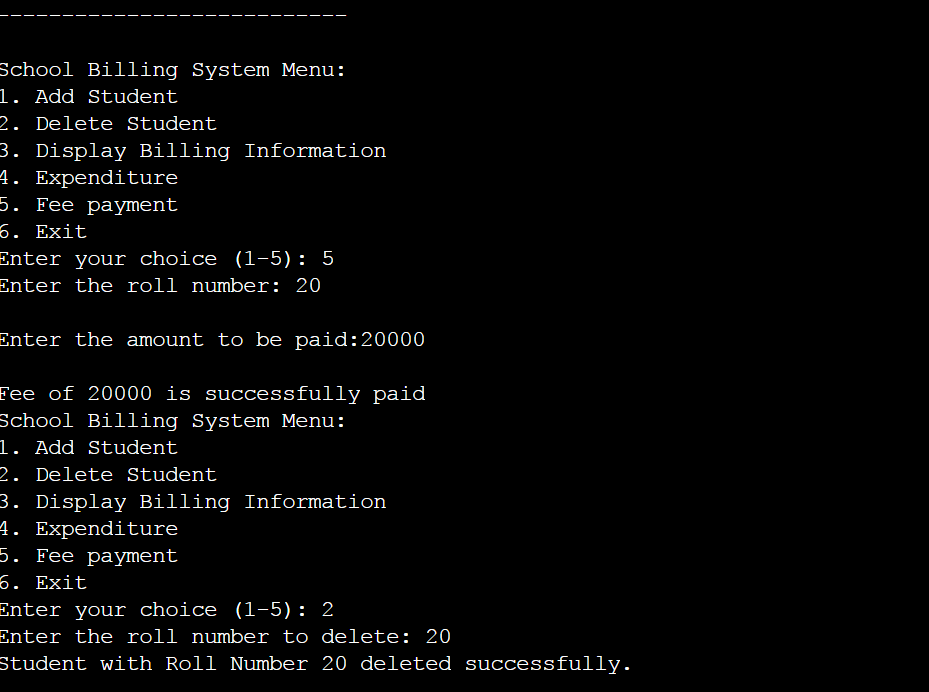 ---------------------------
School Billing System Menu:
1. Add Student
2. Delete Student
3. Display Billing Information
4. Expenditure
5. Fee payment
6. Exit
Enter your choice (1-5): 5
Enter the roll number: 20
Enter the amount to be paid:20000
Fee of 20000 is successfully paid
School Billing System Menu:
1. Add Student
2. Delete Student
3. Display Billing Information
4. Expenditure
5. Fee payment
6. Exit
Enter your choice (1-5): 2
Enter the roll number to delete: 20
Student with Roll Number 20 deleted successfully.